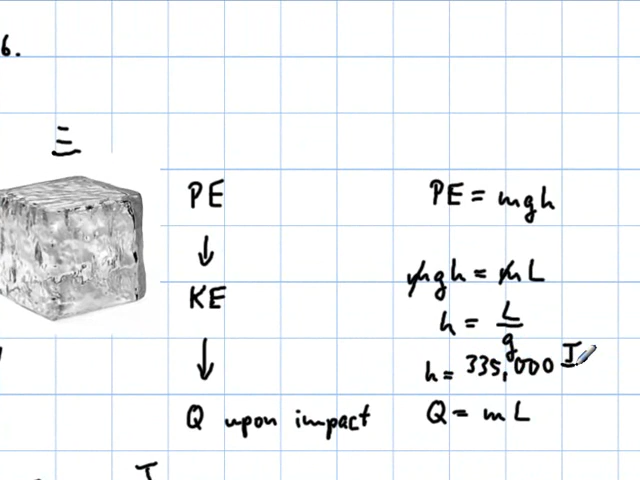 6.
PE
↓
KE
↓
Q upon impact
PE = mgh
mgh = mL
h = L/g
h = 335,000 J
Q = mL
J